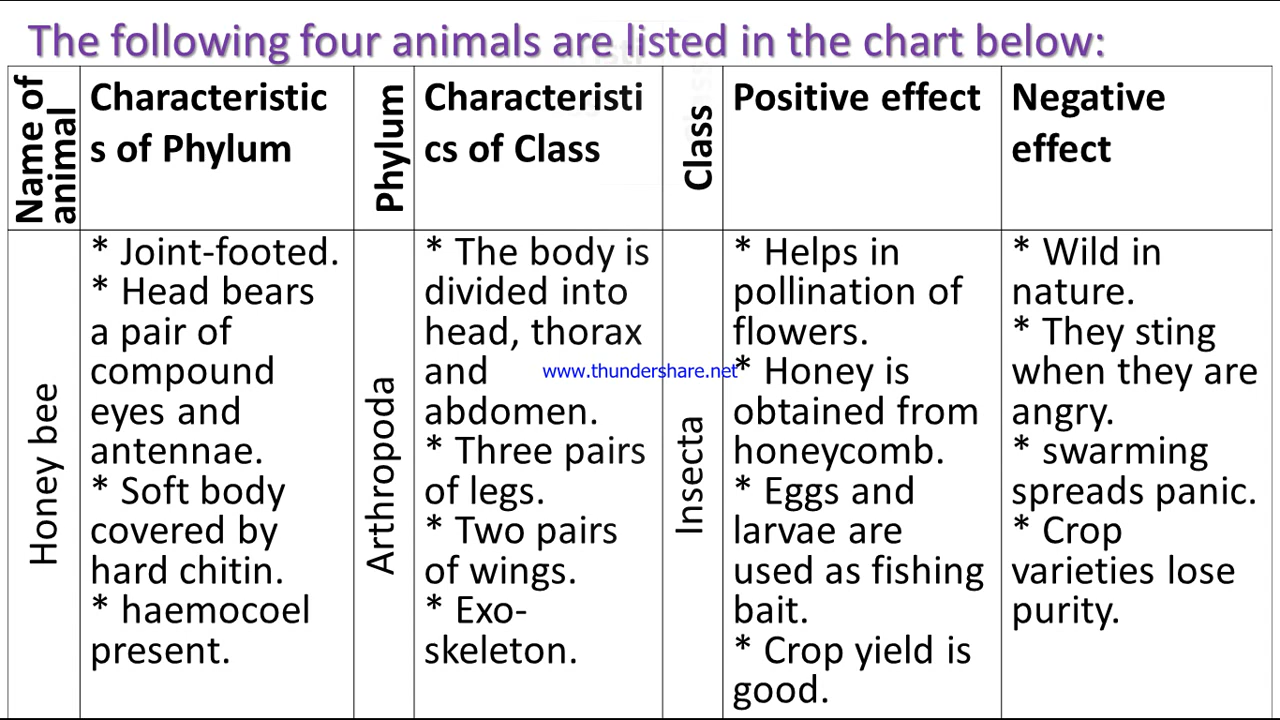 The following four animals are listed in the chart below:
Name of
animal
Characteristic
s of Phylum
Phylum
Characteristi
cs of Class
Class
Positive effect
Negative
effect
Honey bee
* Joint-footed.
* Head bears
a pair of
compound
eyes and
antennae.
* Soft body
covered by
hard chitin.
* haemocoel
present.
Arthropoda
* The body is
divided into
head, thorax
and
abdomen.
* Three pairs
of legs.
* Two pairs
of wings.
* Exo-
skeleton.
Insecta
* Helps in
pollination of
flowers.
* Honey is
obtained from
honeycomb.
* Eggs and
larvae are
used as fishing
bait.
* Crop yield is
good.
* Wild in
nature.
* They sting
when they are
angry.
* swarming
spreads panic.
* Crop
varieties lose
purity.
www.thundershare.net